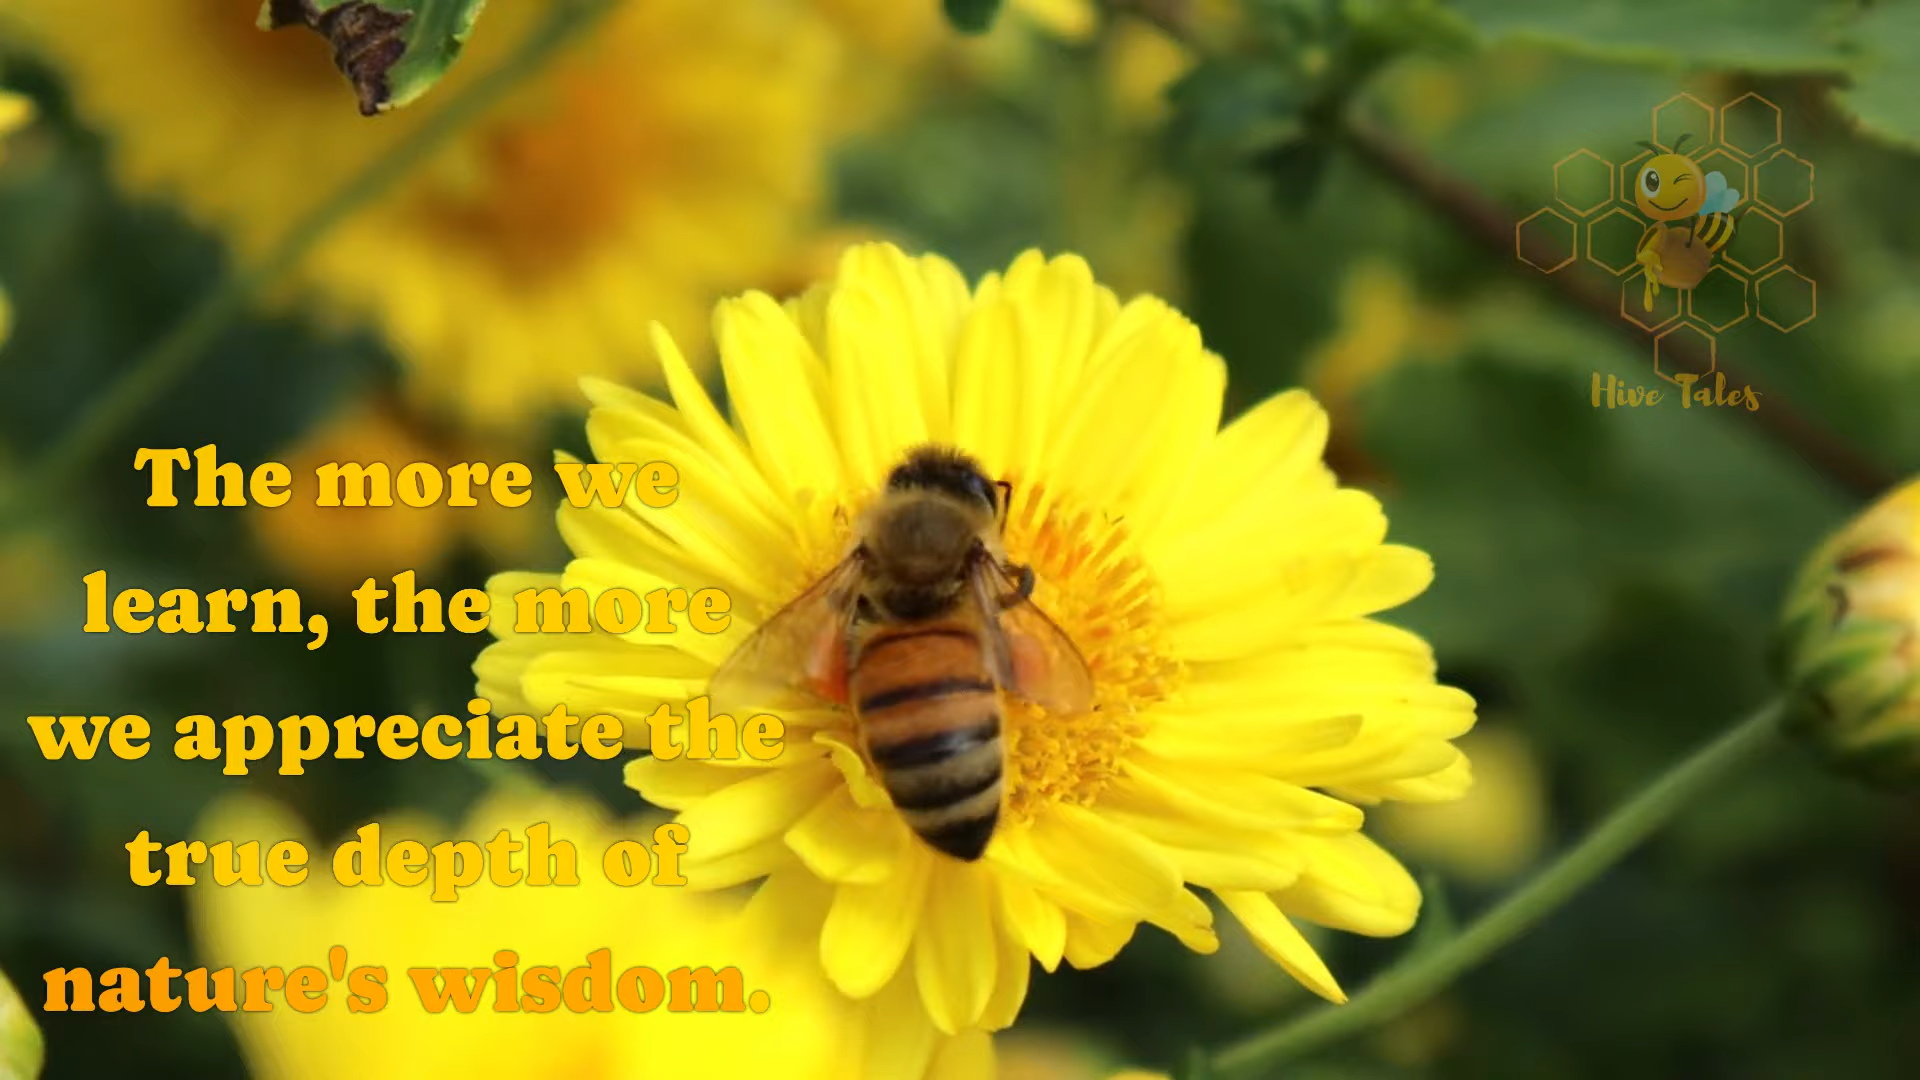 Hive Tales
The more we
learn, the more
we appreciate the
true depth of
nature's wisdom.